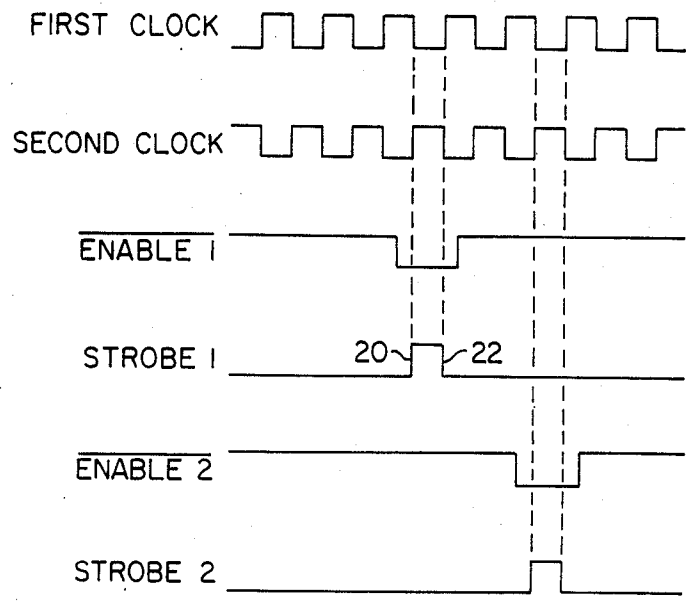 FIRST CLOCK
SECOND CLOCK
ENABLE 1
STROBE 1 20 22
ENABLE 2
STROBE 2